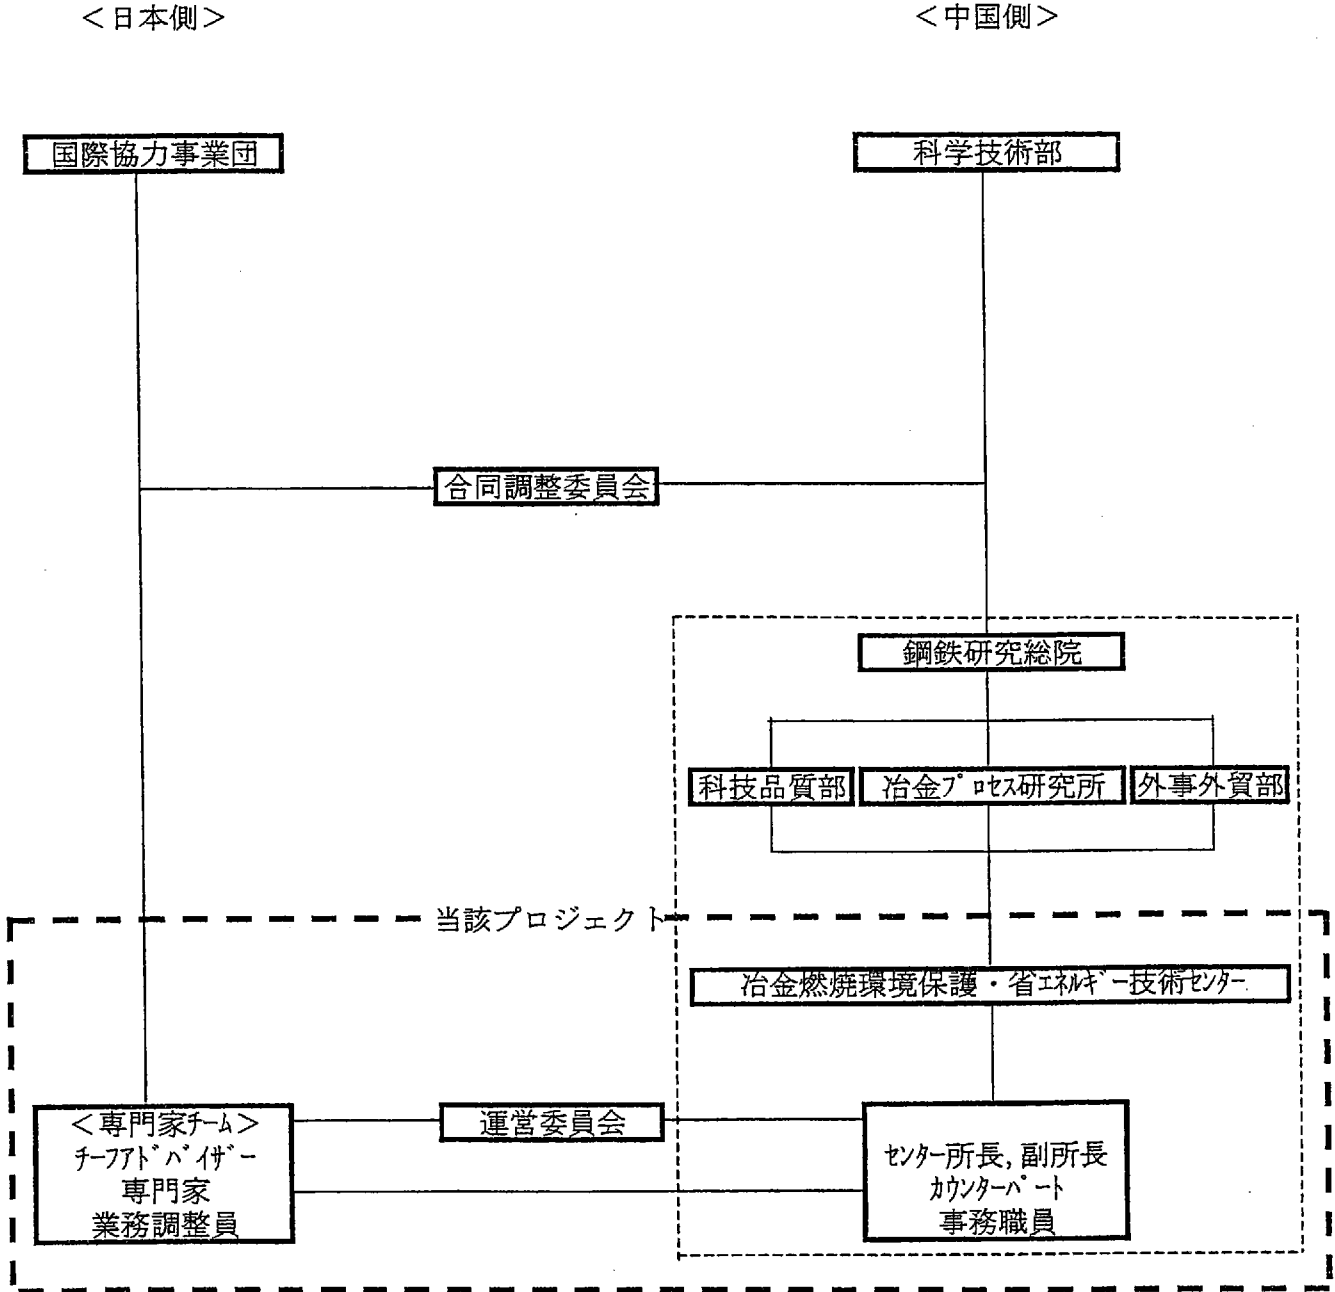 ＜日本側＞
＜中国側＞
国際協力事業団
科学技術部
合同調整委員会
鋼鉄研究総院
科技品質部
冶金ﾌﾟﾛｾｽ研究所
外事外貿部
当該プロジェクト
冶金燃焼環境保護・省ｴﾈﾙｷﾞｰ技術ｾﾝﾀｰ
＜専門家ﾁｰﾑ＞
ﾁｰﾌｱﾄﾞﾊﾞｲｻﾞｰ
専門家
業務調整員
運営委員会
ｾﾝﾀｰ所長,副所長
ｶｳﾝﾀｰﾊﾟｰﾄ
事務職員